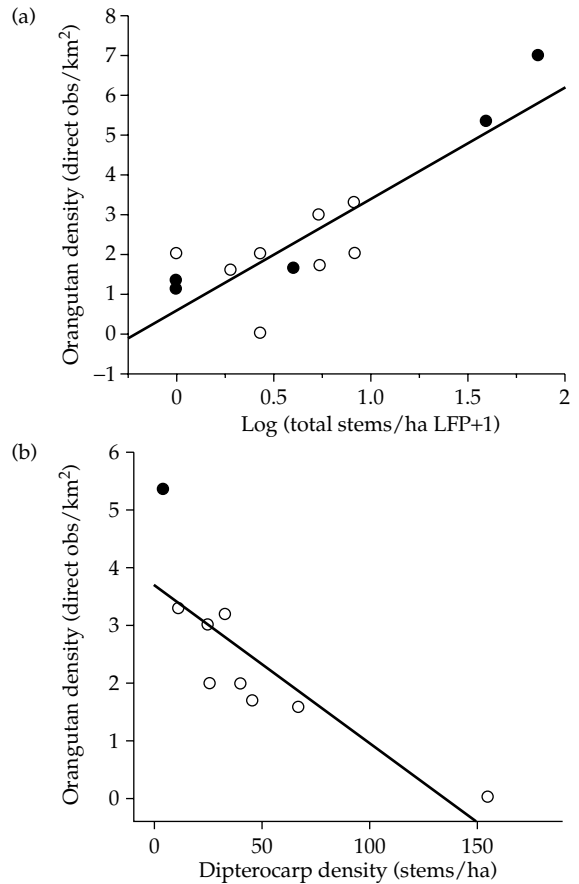 (a)
Orangutan density (direct obs/km²)
8
7
6
5
4
3
2
1
0
–1
0 0.5 1.0 1.5 2
Log (total stems/ha LFP+1)
(b)
Orangutan density (direct obs/km²)
6
5
4
3
2
1
0
0 50 100 150
Dipterocarp density (stems/ha)